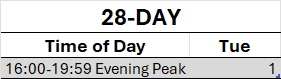 28-DAY
Time of Day Tue
16:00-19:59 Evening Peak 1